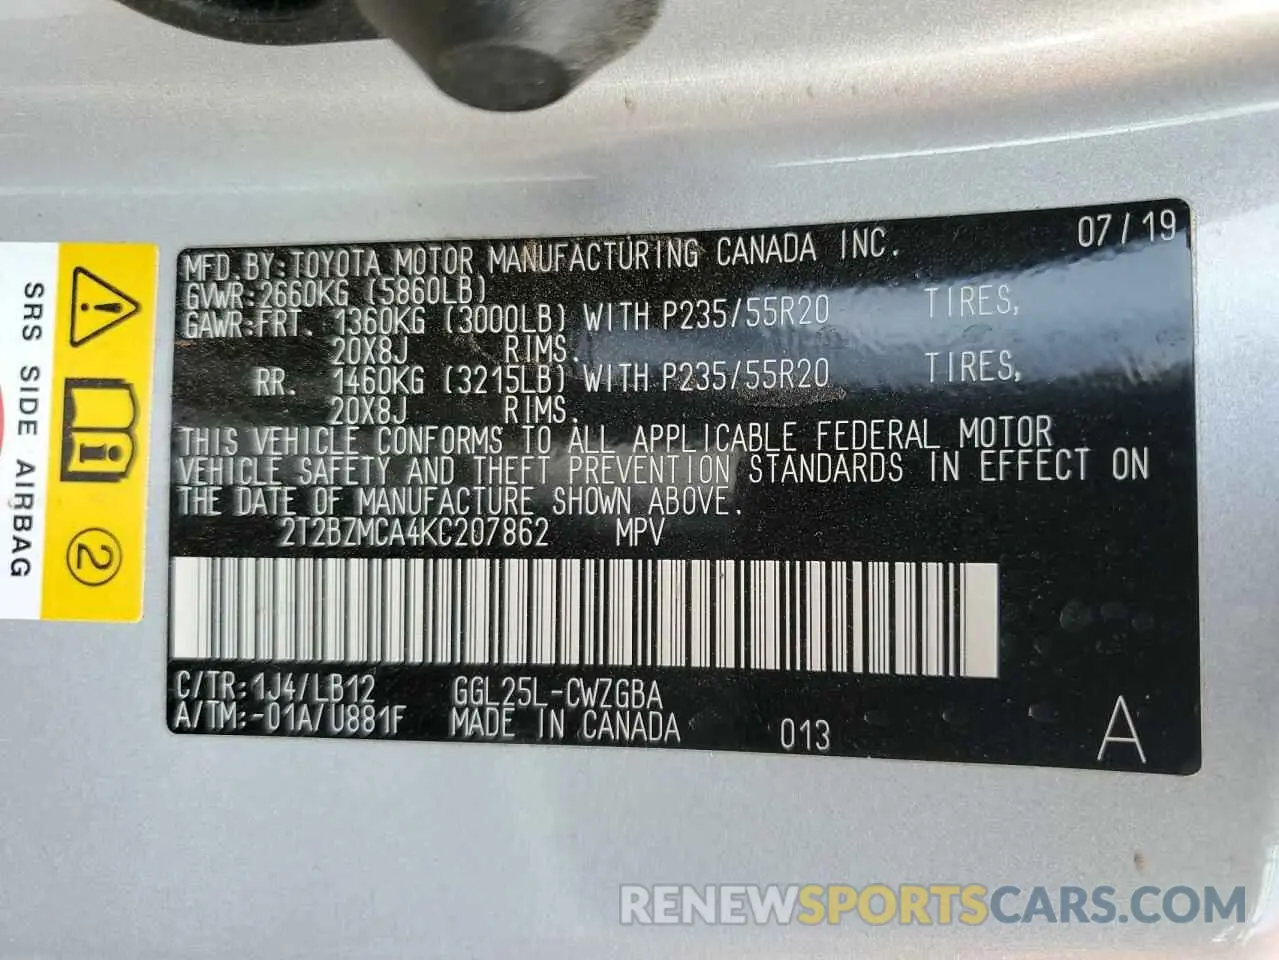 07/19
MFD.BY:TOYOTA MOTOR MANUFACTURING CANADA INC.
GVWR:2660KG (5860LB)
GAWR:FRT. 1360KG (3000LB) WITH P235/55R20 TIRES,
20X8J RIMS.
RR. 1460KG (3215LB) WITH P235/55R20 TIRES,
20X8J RIMS.
THIS VEHICLE CONFORMS TO ALL APPLICABLE FEDERAL MOTOR
VEHICLE SAFETY AND THEFT PREVENTION STANDARDS IN EFFECT ON
THE DATE OF MANUFACTURE SHOWN ABOVE.
2T2BZMCA4KC207862 MPV
C/TR:1J4/LB12 GGL25L-CWZGBA
A/TM:-01A/U881F MADE IN CANADA 013 A
SRS SIDE AIRBAG
2
RENEWSPORTSCARS.COM